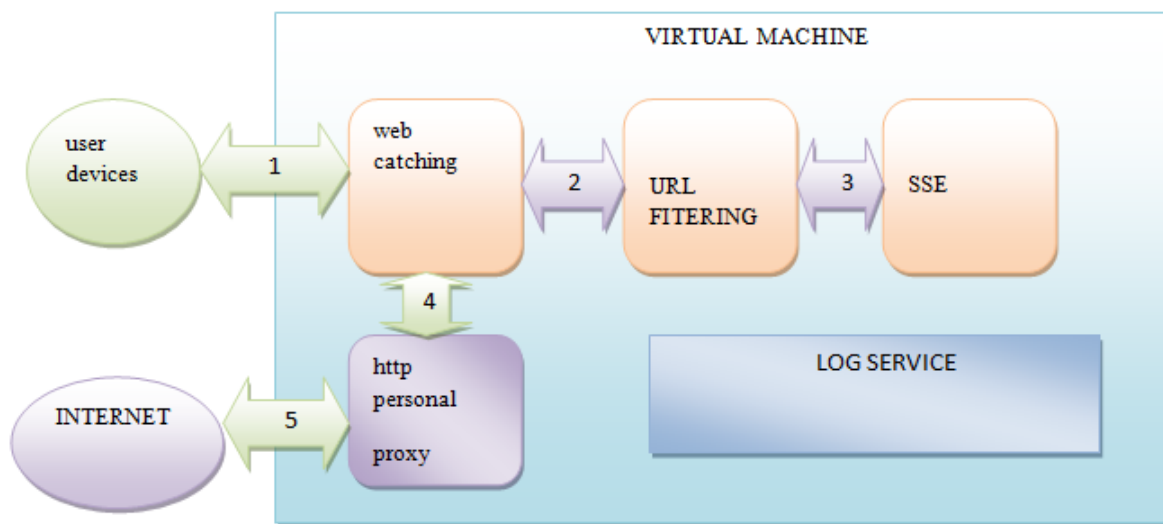 VIRTUAL MACHINE
user
devices
1
web
catching
2
URL
FITERING
3
SSE
4
http
personal
proxy
LOG SERVICE
INTERNET
5